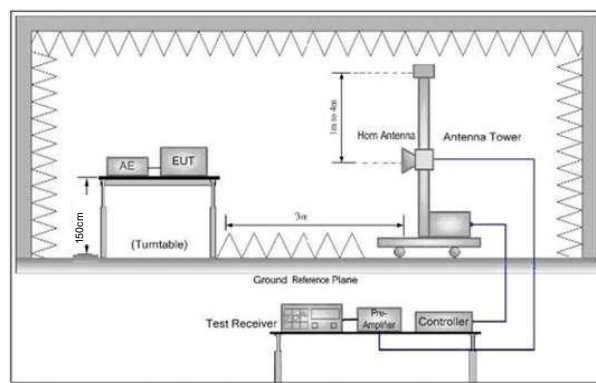 1m to 4m
Horn Antenna
Antenna Tower
AE
EUT
150cm
(Turntable)
3m
Ground Reference Plane
Test Receiver
Pre-
Amplifier
Controller